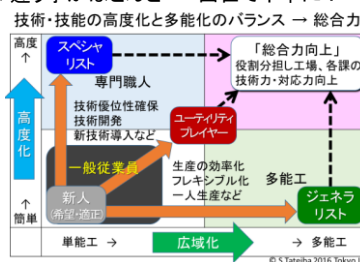 技術・技能の高度化と多能化のバランス → 総合力
高度
↑
スペシャ
リスト
「総合力向上」
役割分担し工場、各課の
技術力・対応力向上
専門職人
技術優位性確保
技術開発
新技術導入など
ユーティリティ
プレイヤー
高度化
一般従業員
生産の効率化
フレキシブル化
一人生産など
多能工
新人
(希望・適正)
ジェネラ
リスト
↑
簡単
単能工 →
広域化
→ 多能工
© S.Tateiba 2016 Tokyo